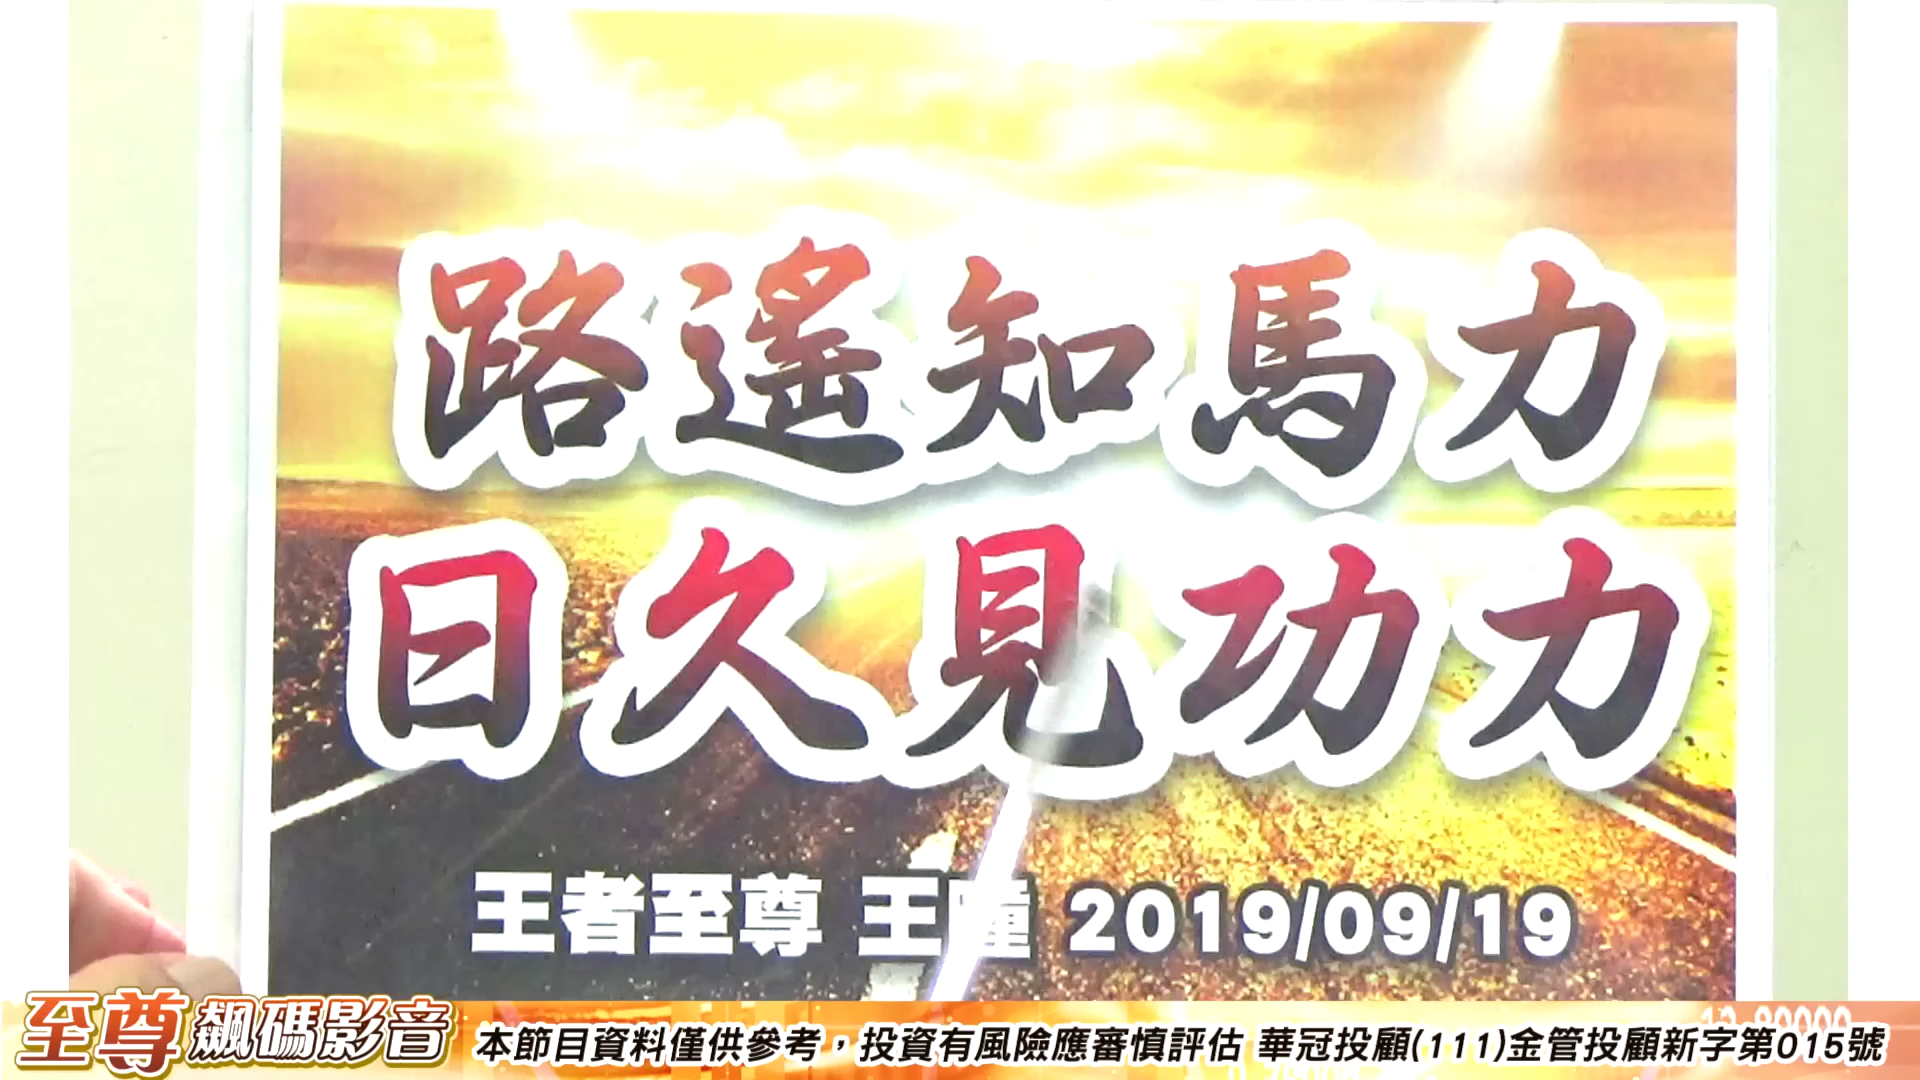 路遙知馬力
日久見功力
王者至尊 王瞳 2019/09/19
至尊飆碼影音
本節目資料僅供參考，投資有風險應審慎評估 華冠投顧(111)金管投顧新字第015號